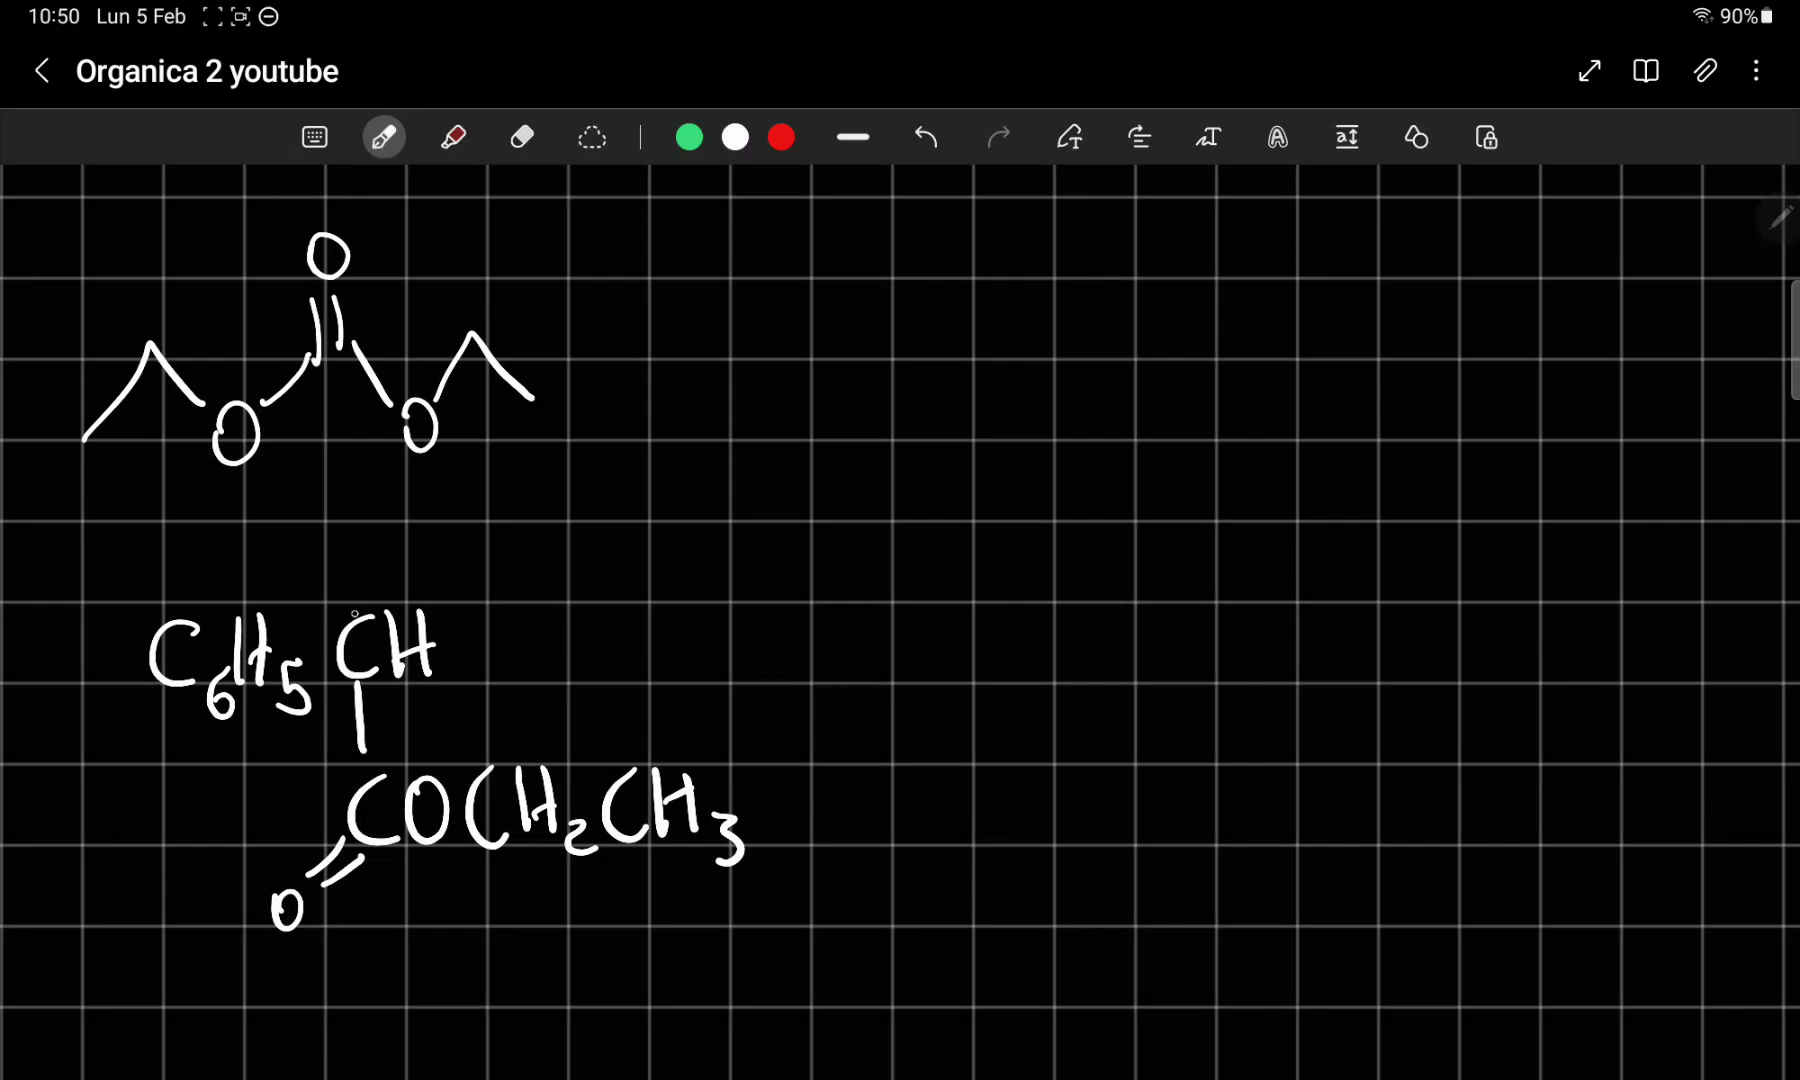 10:50 Lun 5 Feb 90%
Organica 2 youtube
O
O O
C6H5 CH
COCH2CH3
O